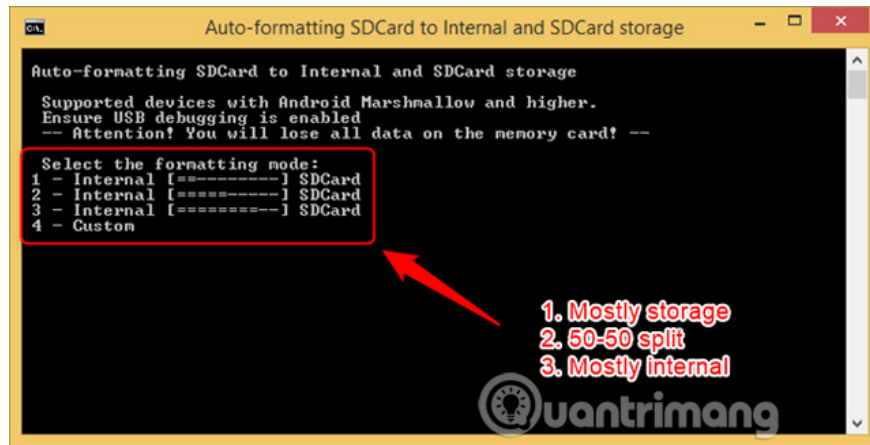 C:\.
Auto-formatting SDCard to Internal and SDCard storage
Auto-formatting SDCard to Internal and SDCard storage
Supported devices with Android Marshmallow and higher.
Ensure USB debugging is enabled
-- Attention! You will lose all data on the memory card! --
Select the formatting mode:
1 - Internal [==---------] SDCard
2 - Internal [=====-----] SDCard
3 - Internal [========--] SDCard
4 - Custom
1. Mostly storage
2. 50-50 split
3. Mostly internal
Quantrimang